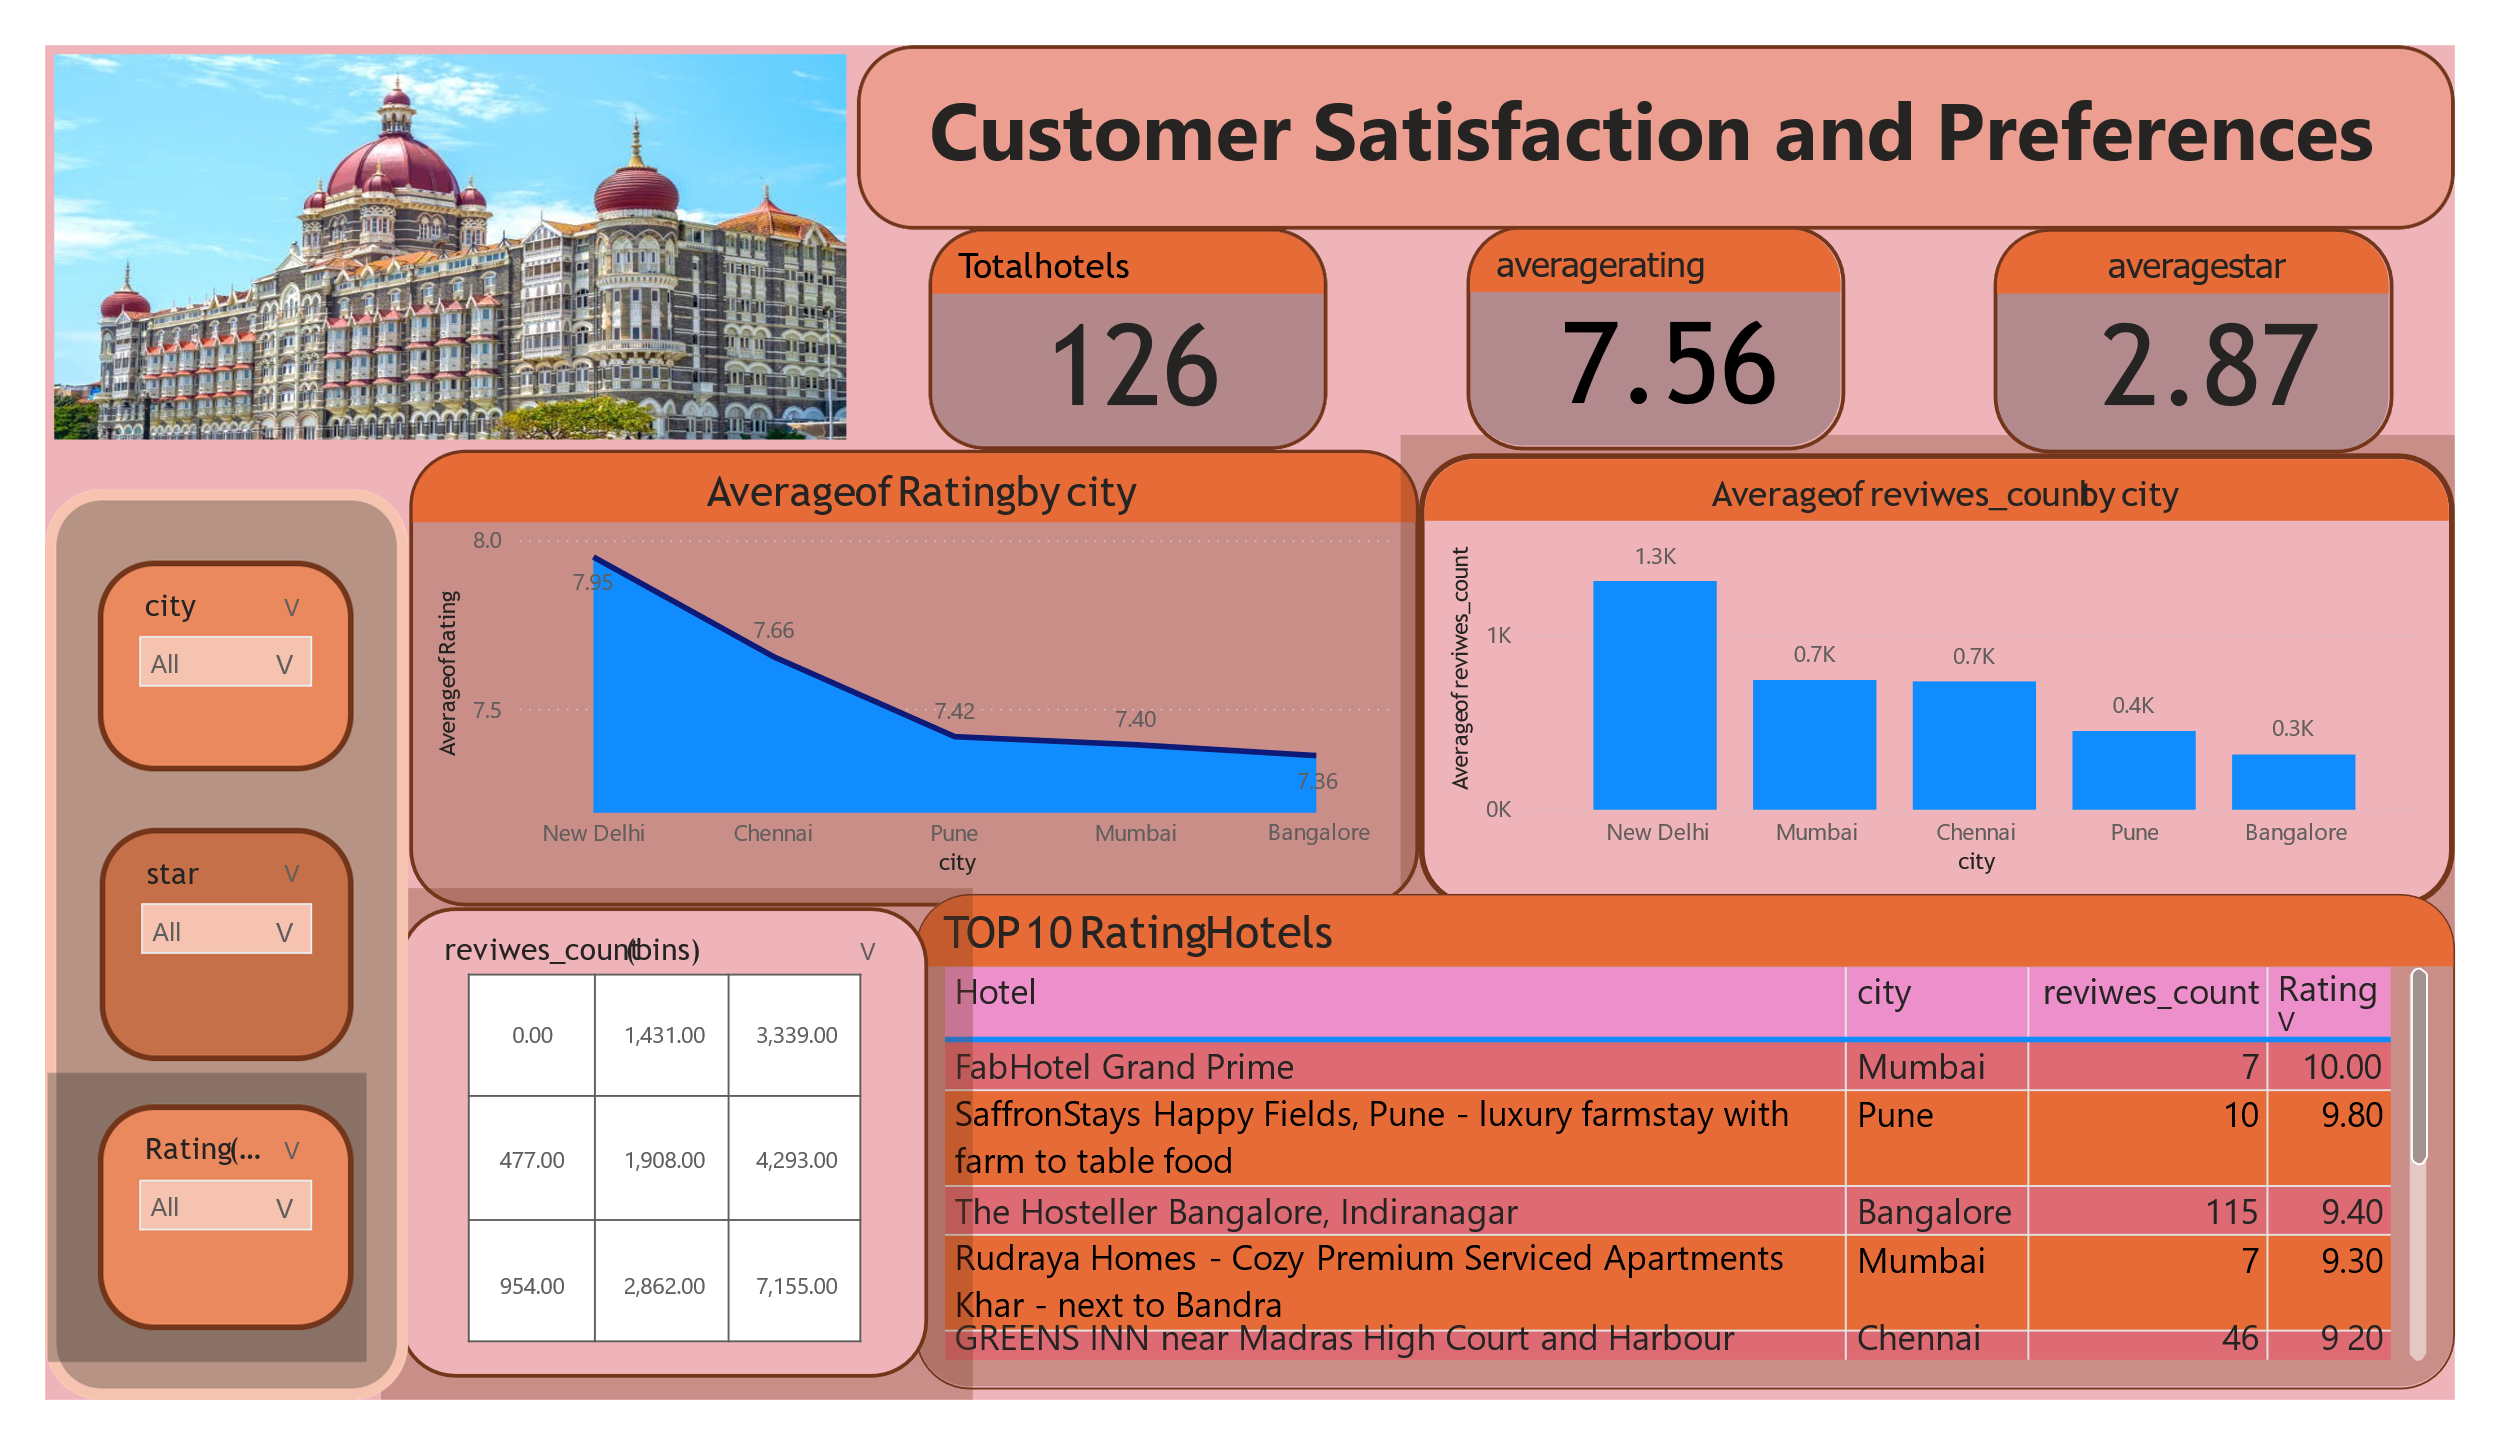 Customer Satisfaction and Preferences
Totalhotels
126
averagerating
7.56
averagestar
2.87
city V
All V
star V
All V
Rating(... V
All V
Averageof Ratingby city
AverageofRating
8.0
7.5
7.95
7.66
7.42
7.40
7.36
New Delhi Chennai Pune Mumbai Bangalore
city
Averageof reviwes_count by city
Averageof reviwes_count
1K
0K
1.3K
0.7K
0.7K
0.4K
0.3K
New Delhi Mumbai Chennai Pune Bangalore
city
reviwes_count (bins) V
0.00 1,431.00 3,339.00
477.00 1,908.00 4,293.00
954.00 2,862.00 7,155.00
TOP 10 RatingHotels
Hotel city reviwes_count Rating
V
FabHotel Grand Prime Mumbai 7 10.00
SaffronStays Happy Fields, Pune - luxury farmstay with Pune 10 9.80
farm to table food
The Hosteller Bangalore, Indiranagar Bangalore 115 9.40
Rudraya Homes - Cozy Premium Serviced Apartments Mumbai 7 9.30
Khar - next to Bandra
GREENS INN near Madras High Court and Harbour Chennai 46 9 20